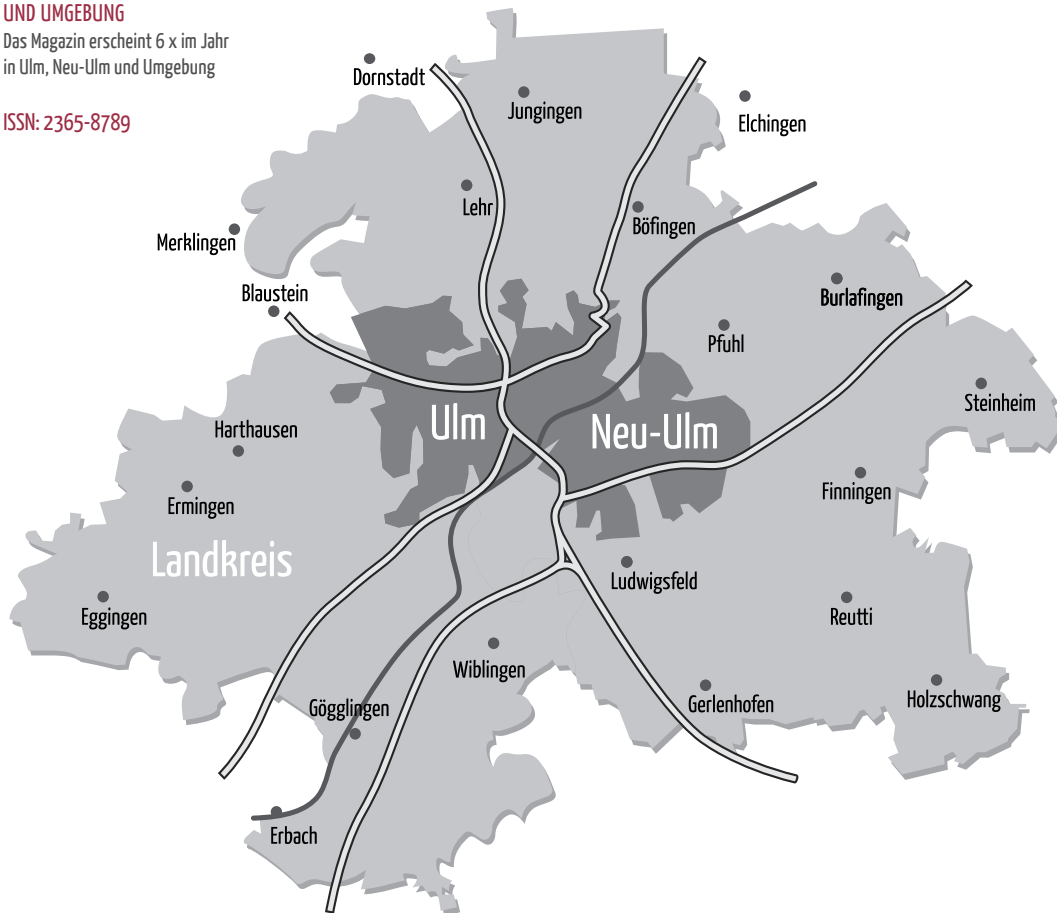 UND UMGEBUNG
Das Magazin erscheint 6 x im Jahr
in Ulm, Neu-Ulm und Umgebung
ISSN: 2365-8789
Dornstadt
Jungingen
Elchingen
Lehr
Böfingen
Merklingen
Blaustein
Burlafingen
Pfuhl
Steinheim
Ulm
Neu-Ulm
Harthausen
Finningen
Ermingen
Landkreis
Ludwigsfeld
Eggingen
Reutti
Wiblingen
Gögglingen
Gerlenhofen
Holzschwang
Erbach